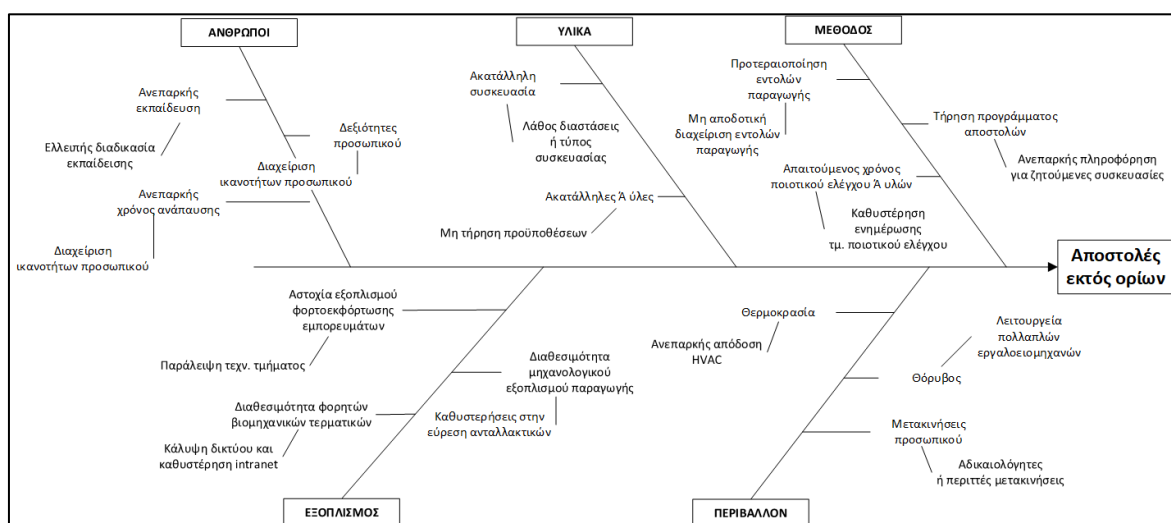 ΑΝΘΡΩΠΟΙ
ΥΛΙΚΑ
ΜΕΘΟΔΟΣ
Ανεπαρκής
εκπαίδευση
Ελλειπής διαδικασία
εκπαίδεισης
Δεξιότητες
προσωπικού
Διαχείριση
ικανοτήτων προσωπικού
Ανεπαρκής
χρόνος ανάπαυσης
Διαχείριση
ικανοτήτων προσωπικού
Ακατάλληλη
συσκευασία
Λάθος διαστάσεις
ή τύπος
συσκευασίας
Ακατάλληλες Ά ύλες
Μη τήρηση προϋποθέσεων
Προτεραιοποίηση
εντολών
παραγωγής
Μη αποδοτική
διαχείριση εντολών
παραγωγής
Τήρηση προγράμματος
αποστολών
Ανεπαρκής πληροφόρηση
για ζητούμενες συσκευασίες
Απαιτούμενος χρόνος
ποιοτικού ελέγχου Ά υλών
Καθυστέρηση
ενημέρωσης
τμ. ποιοτικού ελέγχου
Αποστολές
εκτός ορίων
Αστοχία εξοπλισμού
φορτοεκφόρτωσης
εμπορευμάτων
Παράλειψη τεχν. τμήματος
Διαθεσιμότητα
μηχανολογικού
εξοπλισμού παραγωγής
Καθυστερήσεις στην
εύρεση ανταλλακτικών
Διαθεσιμότητα φορητών
βιομηχανικών τερματικών
Κάλυψη δικτύου και
καθυστέρηση intranet
Θερμοκρασία
Ανεπαρκής απόδοση
HVAC
Λειτουργεία
πολλαπλών
εργαλοειομηχανών
Θόρυβος
Μετακινήσεις
προσωπικού
Αδικαιολόγητες
ή περιττές μετακινήσεις
ΕΞΟΠΛΙΣΜΟΣ
ΠΕΡΙΒΑΛΛΟΝ